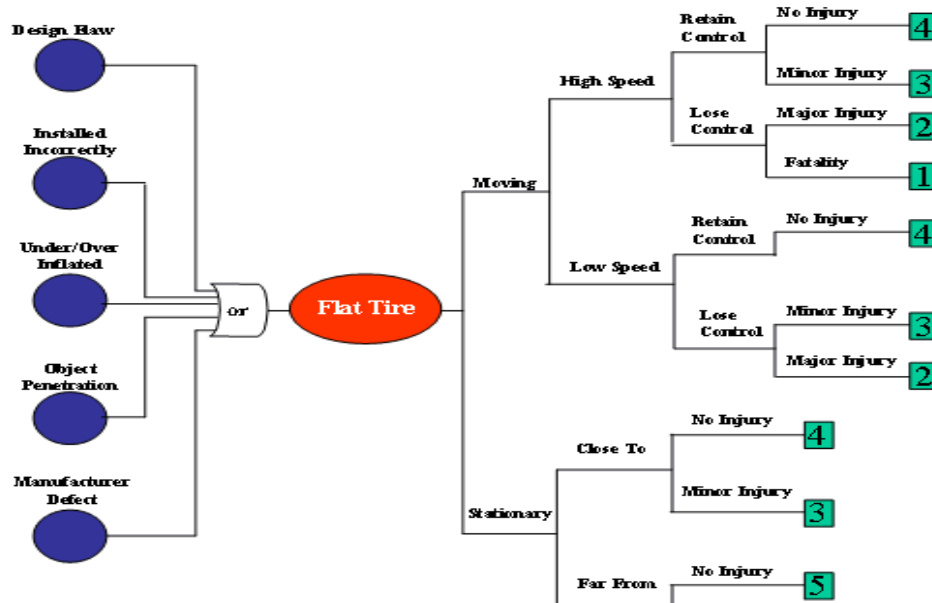 Design Flaw
Installed
Incorrectly
Under/Over
Inflated
Object
Penetration
Manufacturer
Defect
or
Flat Tire
Moving
Stationary
High Speed
Low Speed
Close To
Far From
Retain
Control
No Injury
4
Minor Injury
3
Lose
Control
Major Injury
2
Fatality
1
Retain
Control
No Injury
4
Lose
Control
Minor Injury
3
Major Injury
2
No Injury
4
Minor Injury
3
No Injury
5